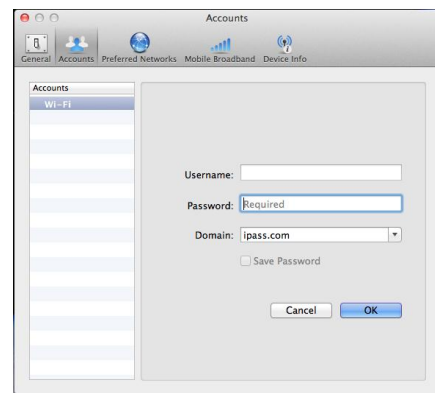 Accounts
General Accounts Preferred Networks Mobile Broadband Device Info
Accounts
Wi-Fi
Username:
Password: Required
Domain: ipass.com
Save Password
Cancel OK